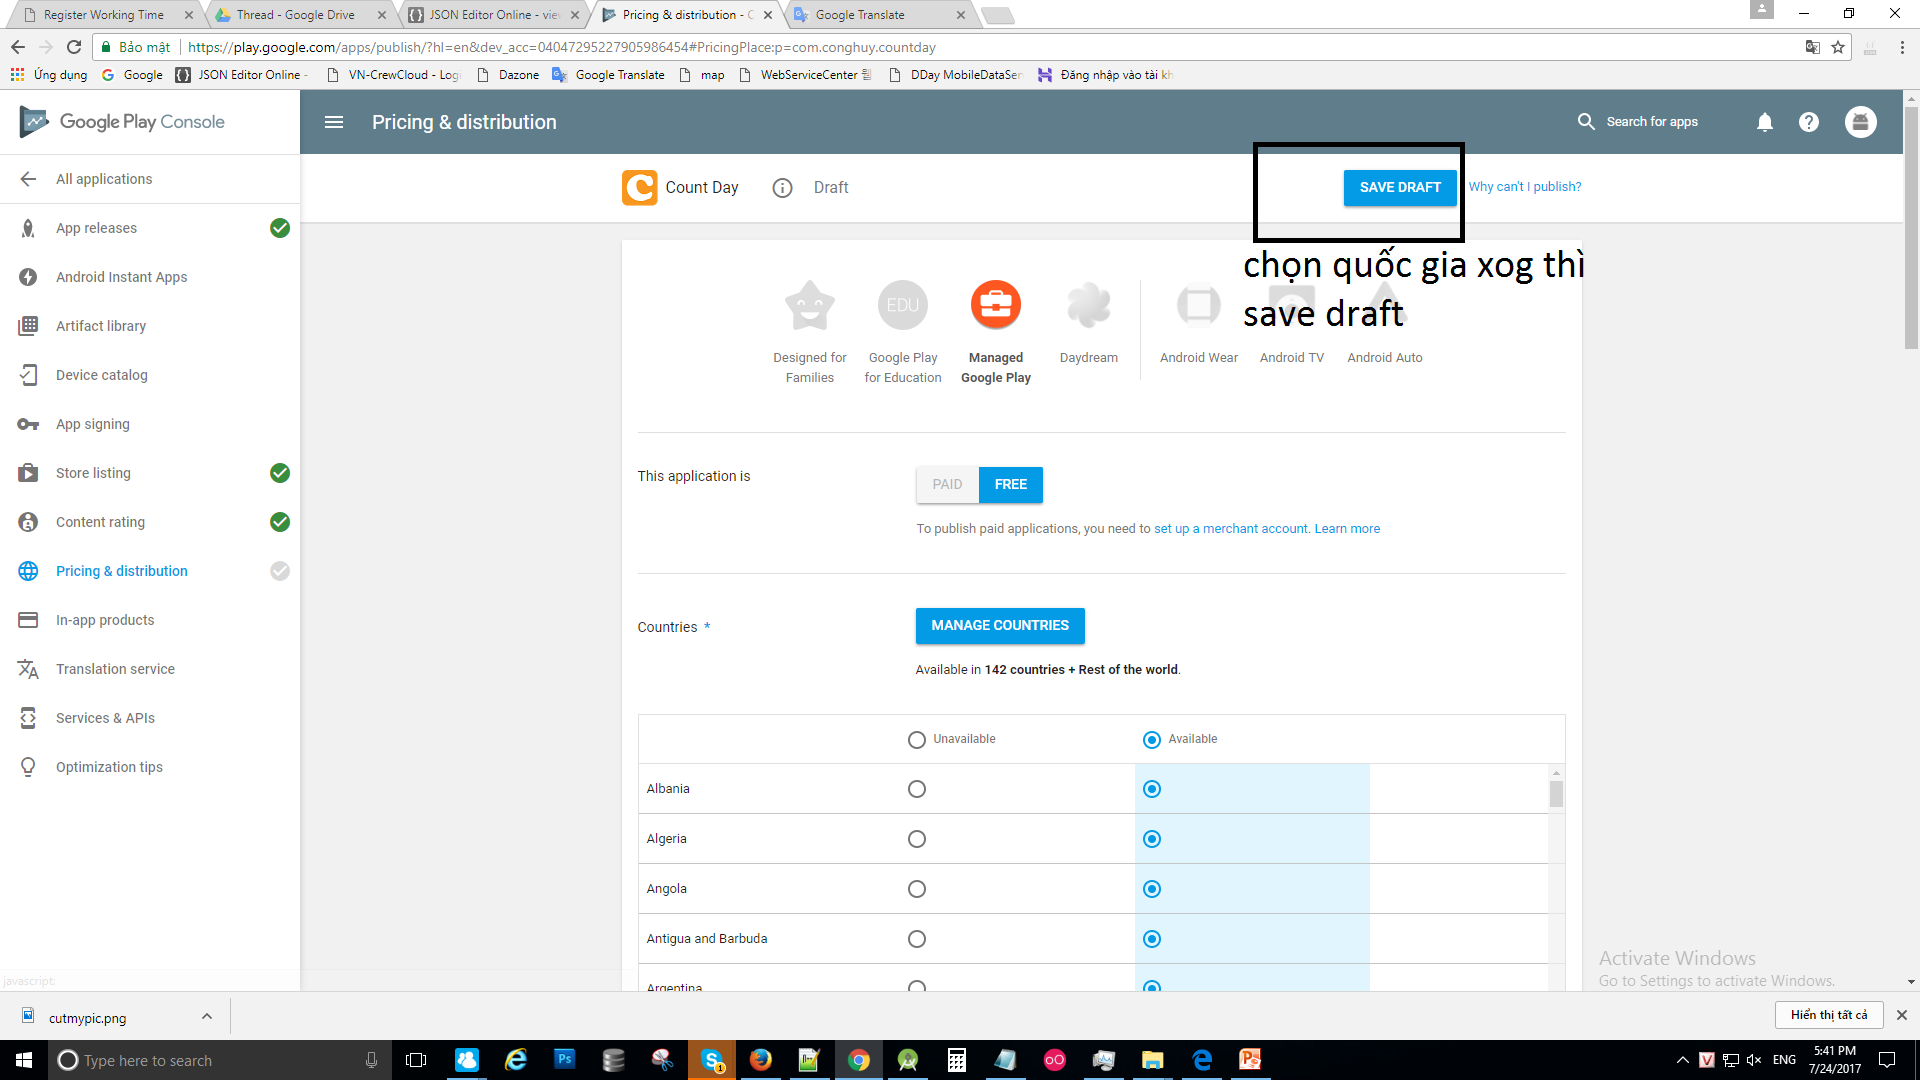 Register Working Time
Thread - Google Drive
JSON Editor Online - vie
Pricing & distribution - C
Google Translate
Bảo mật
https://play.google.com/apps/publish/?hl=en&dev_acc=04047295227905986454#PricingPlace:p=com.conghuy.countday
Ứng dụng
Google
JSON Editor Online -
VN-CrewCloud - Log
Dazone
Google Translate
map
WebServiceCenter
DDay MobileDataSer
Đăng nhập vào tài kh
Google Play Console
Pricing & distribution
Search for apps
All applications
Count Day
Draft
SAVE DRAFT
Why can't I publish?
App releases
Android Instant Apps
Artifact library
Device catalog
App signing
Store listing
Content rating
Pricing & distribution
In-app products
Translation service
Services & APIs
Optimization tips
chọn quốc gia xog thì
save draft
EDU
Designed for
Families
Google Play
for Education
Managed
Google Play
Daydream
Android Wear
Android TV
Android Auto
This application is
PAID
FREE
To publish paid applications, you need to set up a merchant account. Learn more
Countries *
MANAGE COUNTRIES
Available in 142 countries + Rest of the world.
Unavailable
Available
Albania
Algeria
Angola
Antigua and Barbuda
Argentina
Activate Windows
Go to Settings to activate Windows.
javascript:
cutmypic.png
Hiển thị tất cả
Type here to search
ENG
5:41 PM
7/24/2017